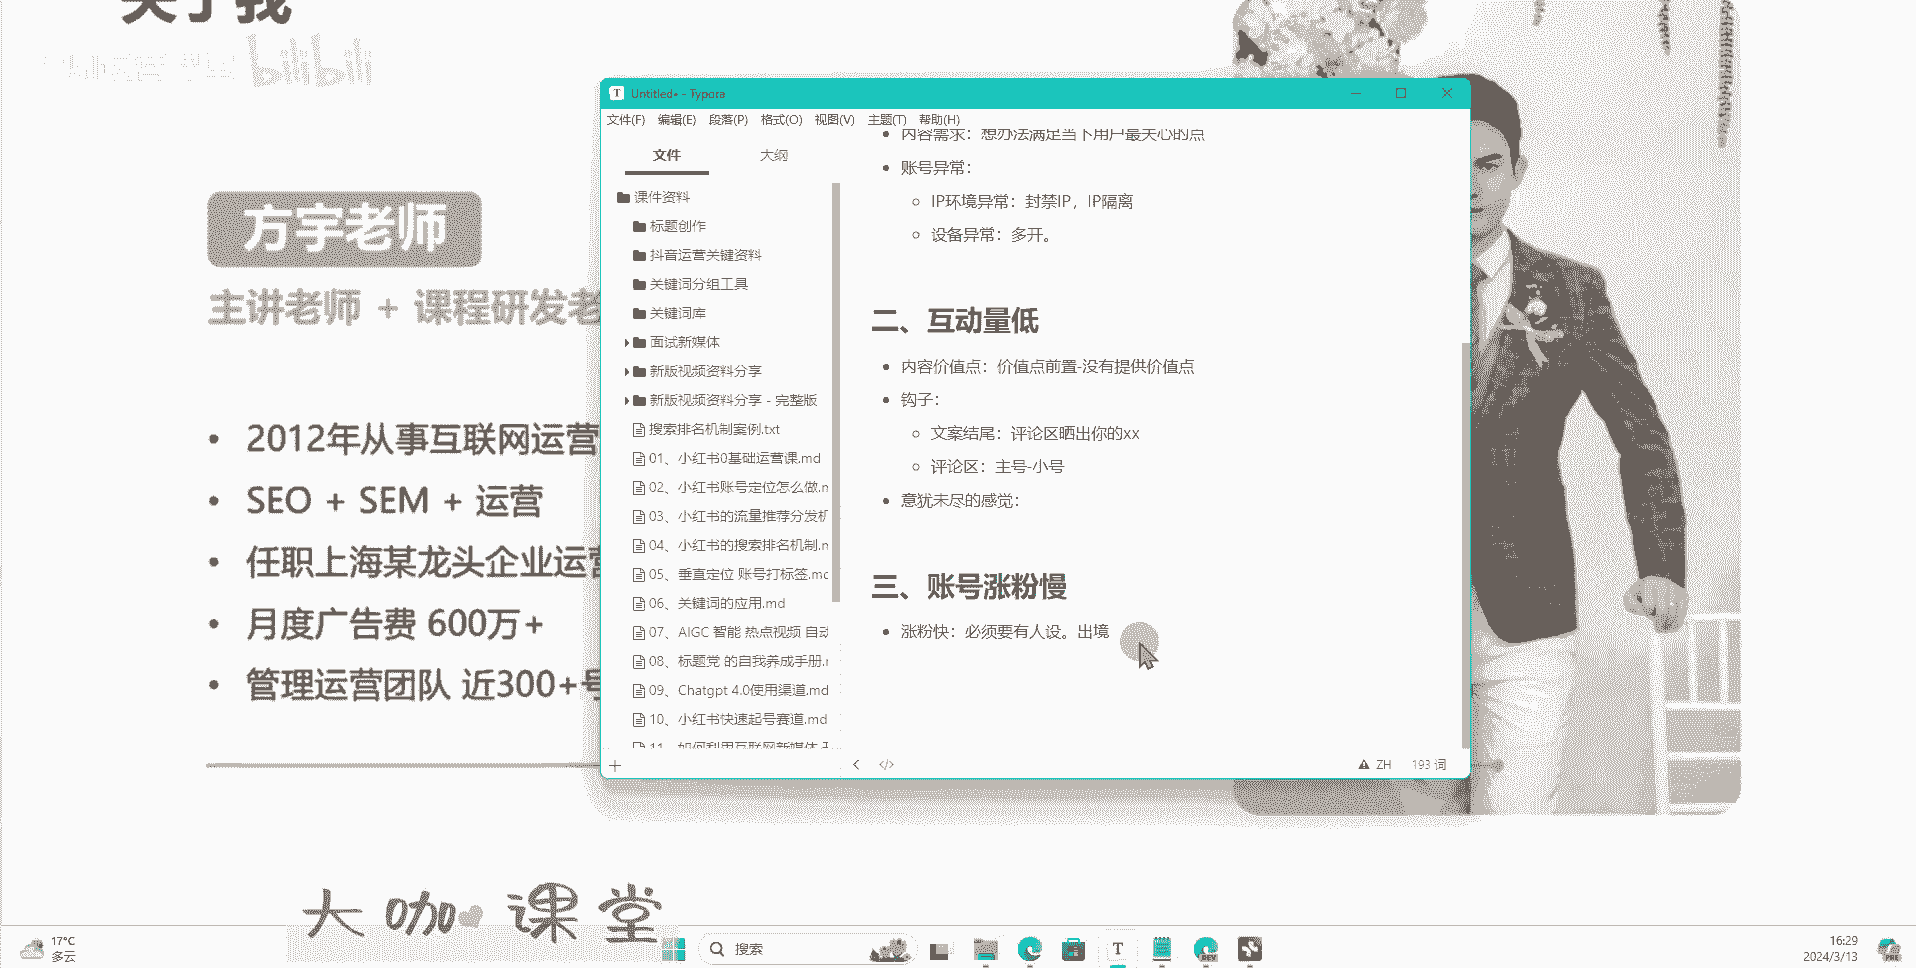 关于我
bilibili
方宇老师
主讲老师 + 课程研发老
• 2012年从事互联网运营
• SEO + SEM + 运营
• 任职上海某龙头企业运营
• 月度广告费 600万+
• 管理运营团队 近300+号
Untitled• - Typora
文件(F) 编辑(E) 段落(P) 格式(O) 视图(V) 主题(T) 帮助(H)
文件 大纲
课件资料
标题创作
抖音运营关键资料
关键词分组工具
关键词库
面试新媒体
新版视频资料分享
新版视频资料分享 - 完整版
搜索排名机制案例.txt
01、小红书0基础运营课.md
02、小红书账号定位怎么做.m
03、小红书的流量推荐分发机
04、小红书的搜索排名机制.m
05、垂直定位 账号打标签.md
06、关键词的应用.md
07、AIGC 智能 热点视频 自动
08、标题党 的自我养成手册.m
09、Chatgpt 4.0使用渠道.md
10、小红书快速起号赛道.md
11、如何利用互联网新媒体
• 内容需求：想办法满足当下用户最关心的点
• 账号异常：
◦ IP环境异常：封禁IP，IP隔离
◦ 设备异常：多开。
二、互动量低
• 内容价值点：价值点前置-没有提供价值点
• 钩子：
◦ 文案结尾：评论区晒出你的xx
◦ 评论区：主号-小号
• 意犹未尽的感觉：
三、账号涨粉慢
• 涨粉快：必须要有人设。出境
ZH 193 词
大咖课堂
17°C
多云
搜索
16:29
2024/3/13